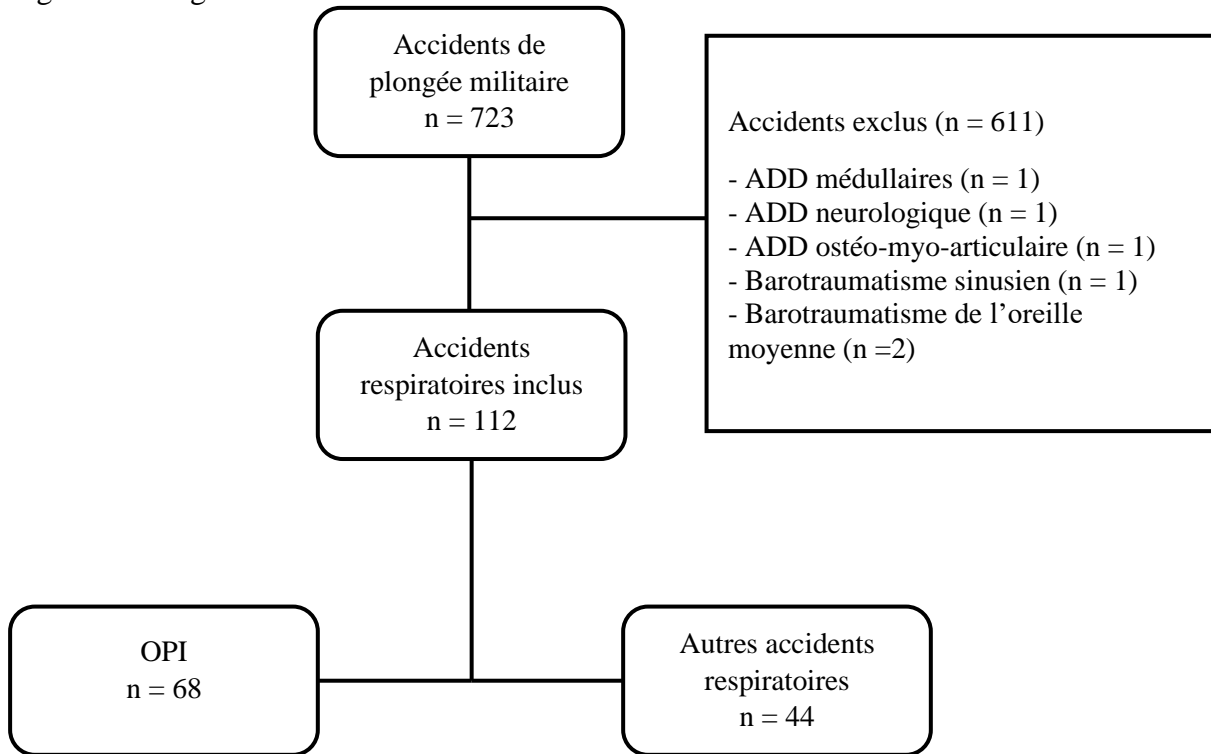 Accidents de
plongée militaire
n = 723
Accidents exclus (n = 611)
- ADD médullaires (n = 1)
- ADD neurologique (n = 1)
- ADD ostéo-myo-articulaire (n = 1)
- Barotraumatisme sinusien (n = 1)
- Barotraumatisme de l’oreille
moyenne (n =2)
Accidents
respiratoires inclus
n = 112
OPI
n = 68
Autres accidents
respiratoires
n = 44